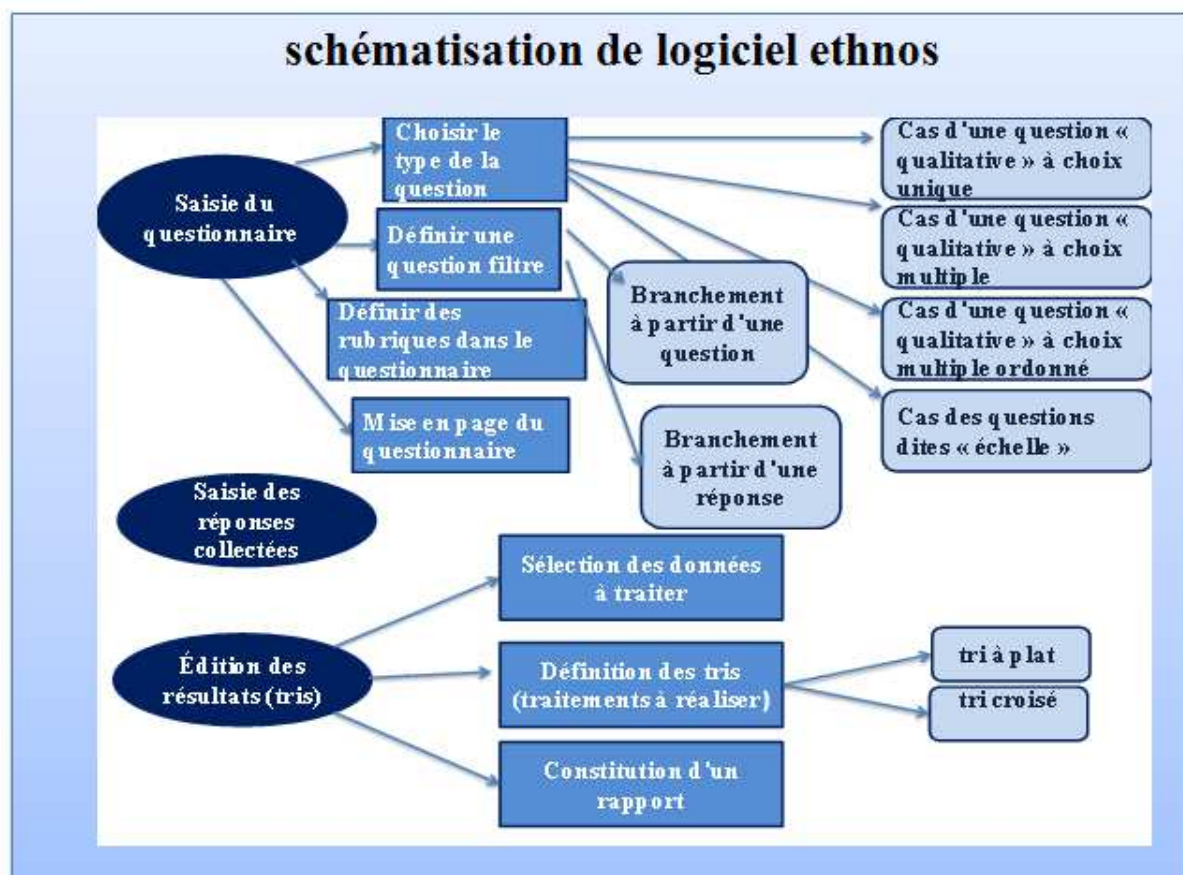 schématisation de logiciel ethnos
Saisie du
questionnaire
Choisir le
type de la
question
Définir une
question filtre
Définir des
rubriques dans le
questionnaire
Mise en page du
questionnaire
Branchement
à partir d'une
question
Branchement
à partir d'une
réponse
Cas d'une question «
qualitative » à choix
unique
Cas d'une question «
qualitative » à choix
multiple
Cas d'une question «
qualitative » à choix
multiple ordonné
Cas des questions
dites « échelle »
Saisie des
réponses
collectées
Édition des
résultats (tris)
Sélection des données
à traiter
Définition des tris
(traitements à réaliser)
Constitution d'un
rapport
tri à plat
tri croisé